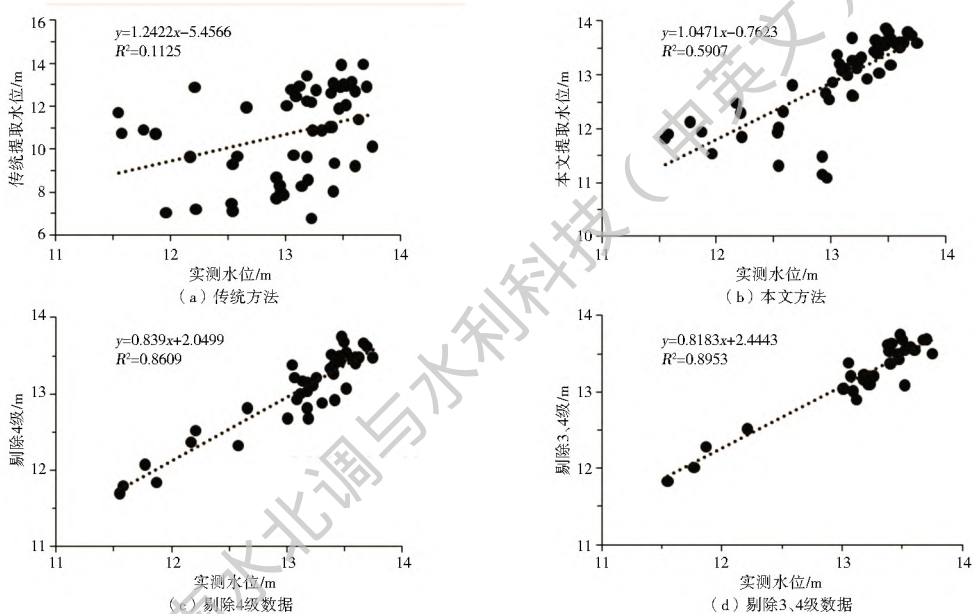 16
14
12
10
8
6
传统提取水位/m
y=1.2422x−5.4566
R²=0.1125
11
12
13
14
实测水位/m
（a）传统方法
14
13
12
11
10
本文提取水位/m
y=1.0471x−0.7623
R²=0.5907
11
12
13
14
实测水位/m
（b）本文方法
14
13
12
11
剔除4级/m
y=0.839x+2.0499
R²=0.8609
11
12
13
14
实测水位/m
（c）剔除4级数据
14
13
12
11
剔除3、4级/m
y=0.8183x+2.4443
R²=0.8953
11
12
13
14
实测水位/m
（d）剔除3、4级数据
水北调与水利科技（中英文）